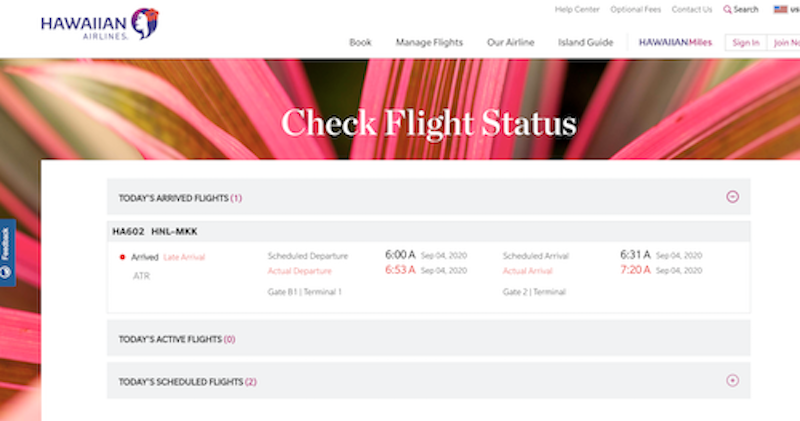 Help Center Optional Fees Contact Us Search US
HAWAIIAN
AIRLINES.
Book Manage Flights Our Airline Island Guide HAWAIIANMiles Sign In Join No
Check Flight Status
TODAY'S ARRIVED FLIGHTS (1)
HA602 HNL–MKK
Arrived Late Arrival Scheduled Departure 6:00 A Sep 04, 2020 Scheduled Arrival 6:31 A Sep 04, 2020
ATR Actual Departure 6:53 A Sep 04, 2020 Actual Arrival 7:20 A Sep 04, 2020
Gate B1 | Terminal 1 Gate 2 | Terminal
Feedback
TODAY'S ACTIVE FLIGHTS (0)
TODAY'S SCHEDULED FLIGHTS (2)